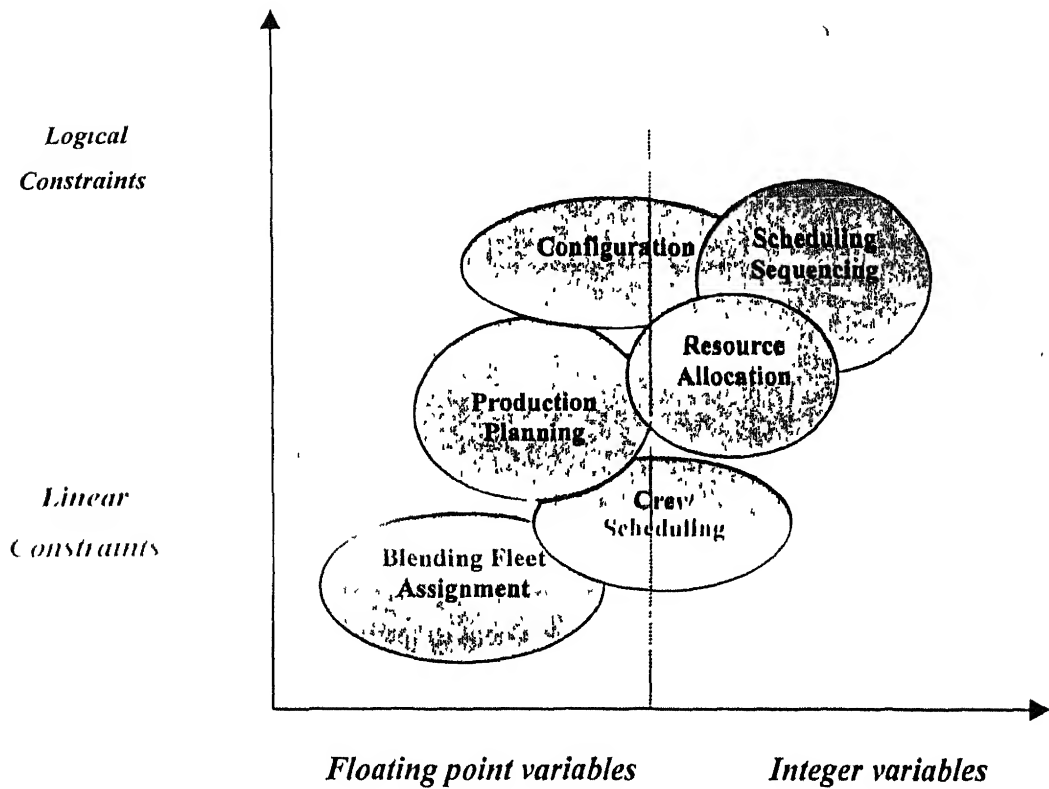 Logical
Constraints
Configuration
Scheduling
Sequencing
Resource
Allocation
Production
Planning
Linear
Constraints
Crew
Scheduling
Blending Fleet
Assignment
Floating point variables
Integer variables